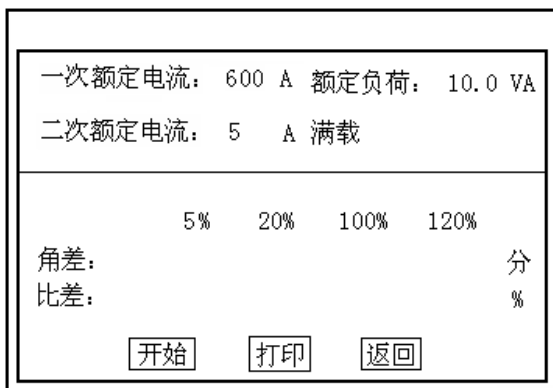 一次额定电流： 600 A 额定负荷： 10.0 VA
二次额定电流： 5 A 满载
5% 20% 100% 120%
角差： 分
比差： %
开始 打印 返回